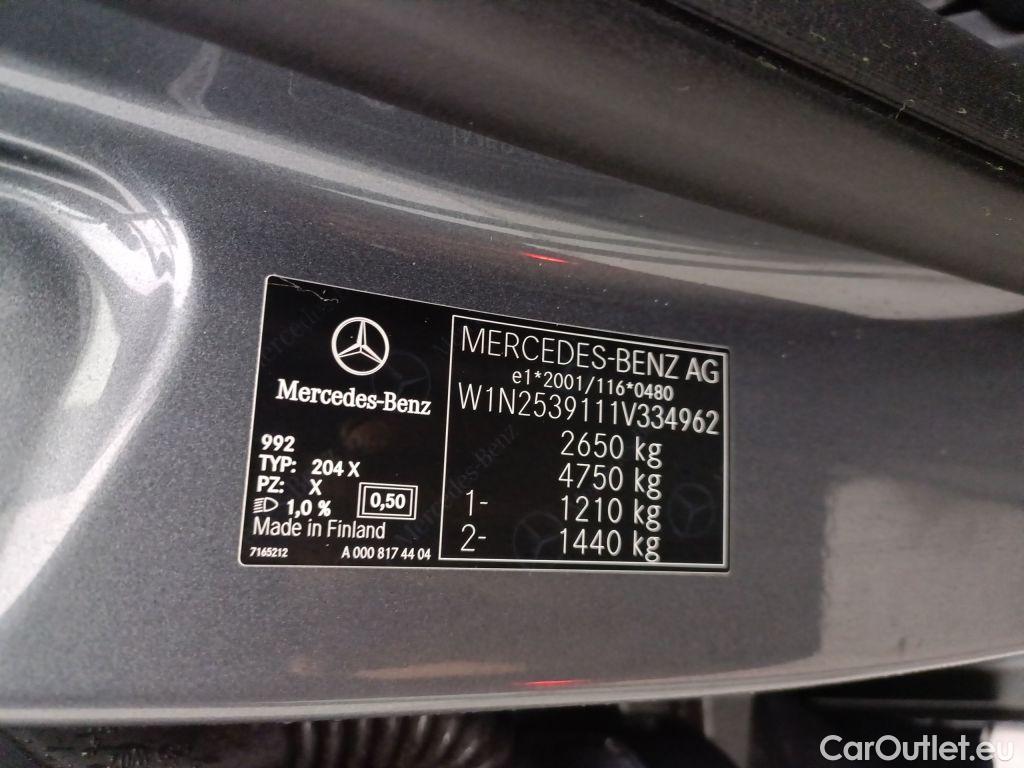 Mercedes-Benz
992
TYP: 204 X
PZ: X
1,0 %
0,50
Made in Finland
7165212 A 000 817 44 04
MERCEDES-BENZ AG
e1*2001/116*0480
W1N2539111V334962
2650 kg
4750 kg
1- 1210 kg
2- 1440 kg
CarOutlet.eu